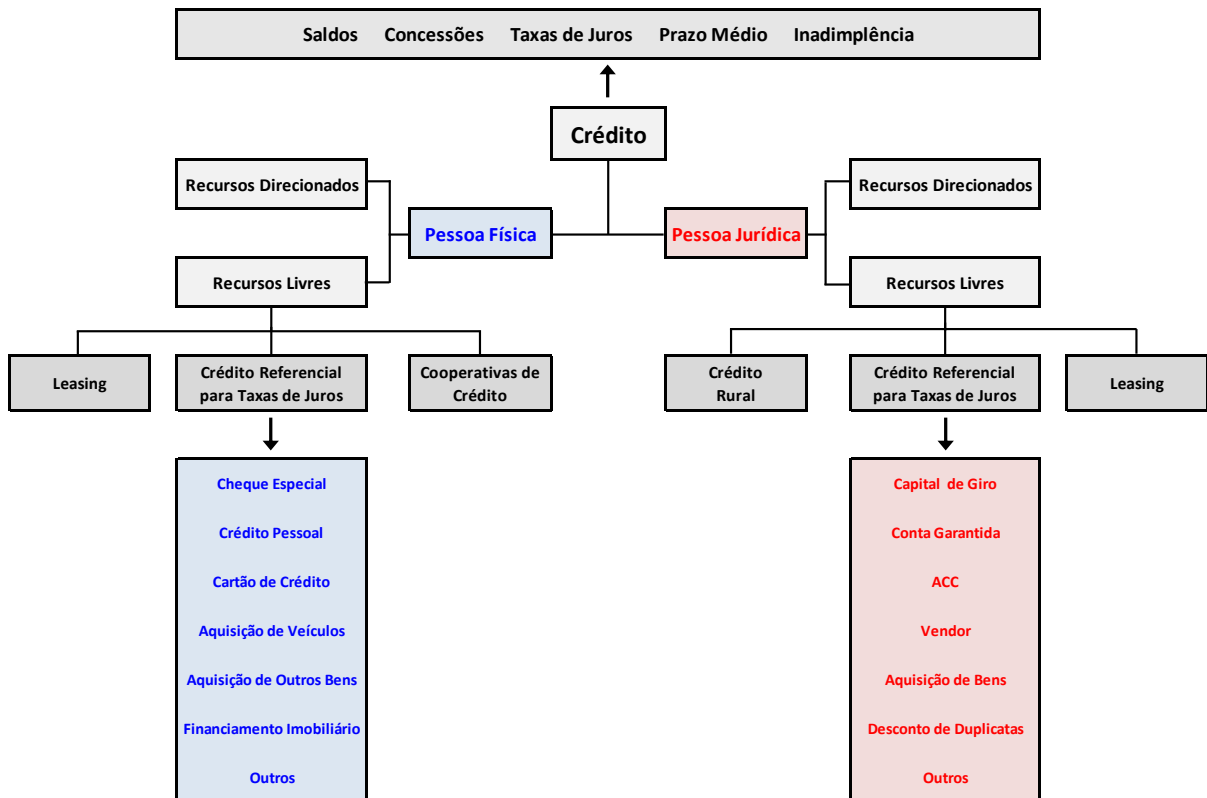 Saldos Concessões Taxas de Juros Prazo Médio Inadimplência
Crédito
Recursos Direcionados
Recursos Direcionados
Pessoa Física
Pessoa Jurídica
Recursos Livres
Recursos Livres
Leasing
Crédito Referencial
para Taxas de Juros
Cooperativas de
Crédito
Crédito
Rural
Crédito Referencial
para Taxas de Juros
Leasing
Cheque Especial
Crédito Pessoal
Cartão de Crédito
Aquisição de Veículos
Aquisição de Outros Bens
Financiamento Imobiliário
Outros
Capital de Giro
Conta Garantida
ACC
Vendor
Aquisição de Bens
Desconto de Duplicatas
Outros